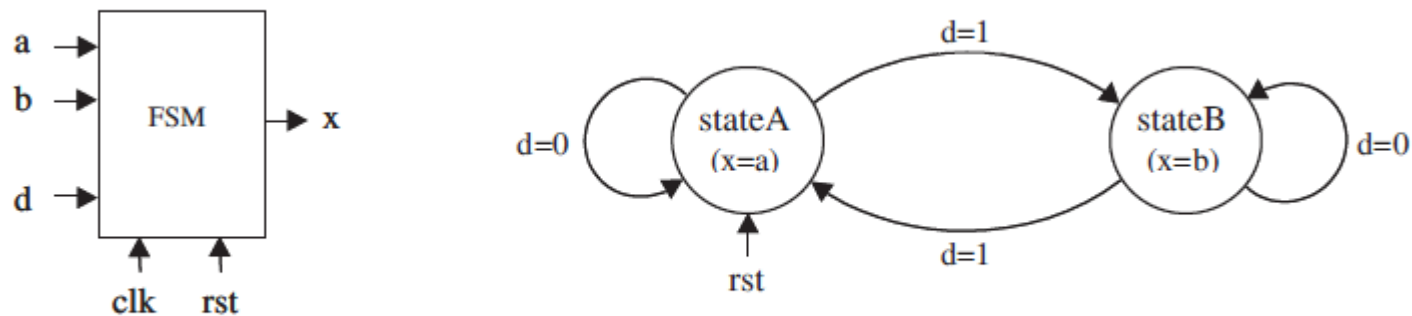 a
b
FSM
x
d
clk
rst
d=1
stateA
(x=a)
stateB
(x=b)
d=0
d=0
d=1
rst